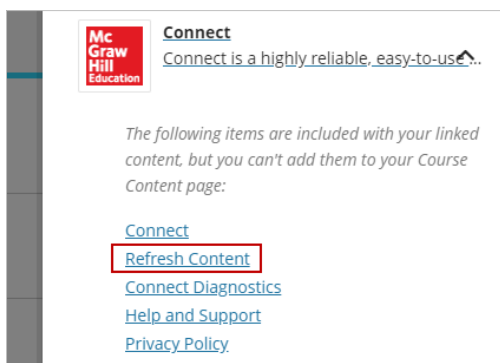 Mc
Graw
Hill
Education
Connect
Connect is a highly reliable, easy-to-use...
The following items are included with your linked
content, but you can't add them to your Course
Content page:
Connect
Refresh Content
Connect Diagnostics
Help and Support
Privacy Policy